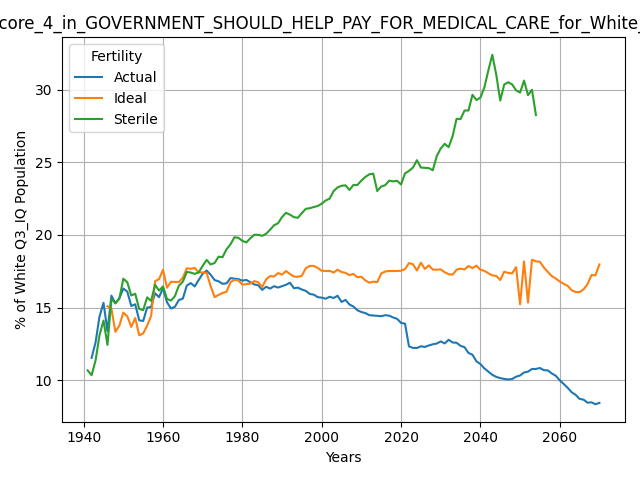 core_4_in_GOVERNMENT_SHOULD_HELP_PAY_FOR_MEDICAL_CARE_for_White_
Fertility
Actual
Ideal
Sterile
% of White Q3_IQ Population
30
25
20
15
10
1940 1960 1980 2000 2020 2040 2060
Years